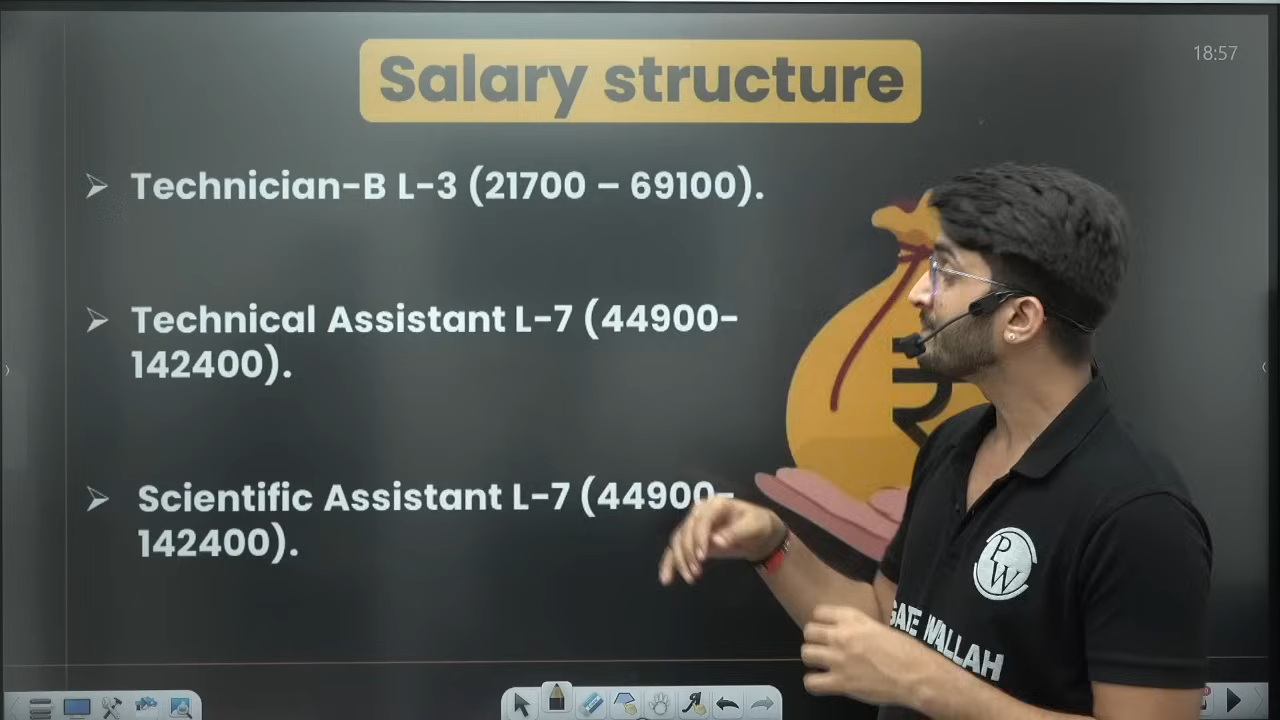 Salary structure
18:57
➢ Technician-B L-3 (21700 – 69100).
➢ Technical Assistant L-7 (44900-
142400).
➢ Scientific Assistant L-7 (44900-
142400).
₹
PW
GATE WALLAH